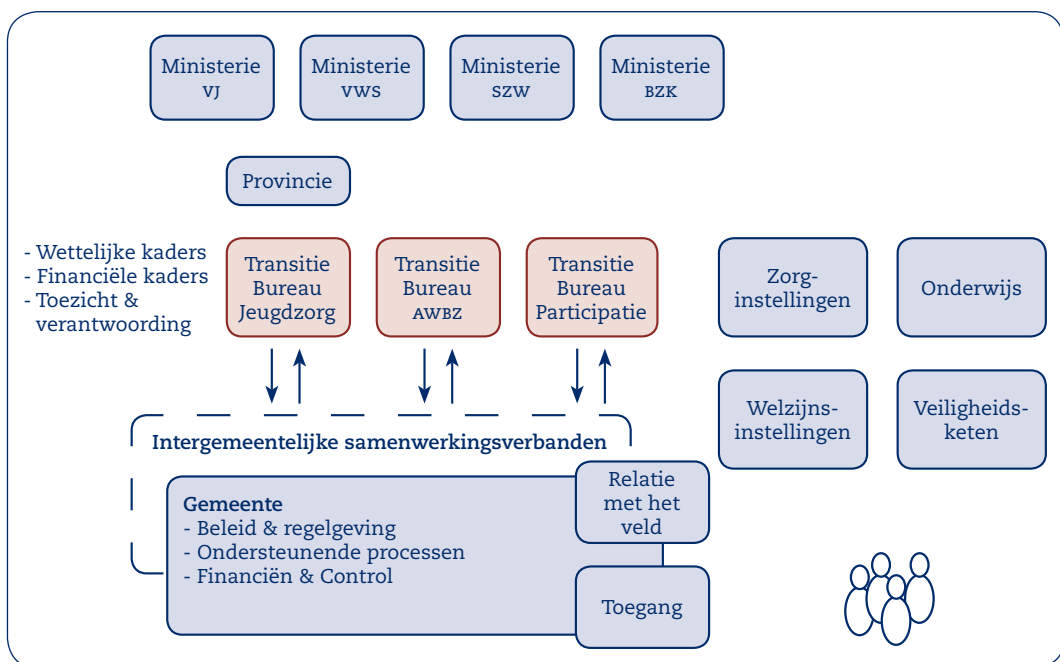 Ministerie
VJ
Ministerie
VWS
Ministerie
SZW
Ministerie
BZK
Provincie
- Wettelijke kaders
- Financiële kaders
- Toezicht &
verantwoording
Transitie
Bureau
Jeugdzorg
Transitie
Bureau
AWBZ
Transitie
Bureau
Participatie
Zorg-
instellingen
Onderwijs
Welzijns-
instellingen
Veiligheids-
keten
Intergemeentelijke samenwerkingsverbanden
Gemeente
- Beleid & regelgeving
- Ondersteunende processen
- Financiën & Control
Relatie
met het
veld
Toegang